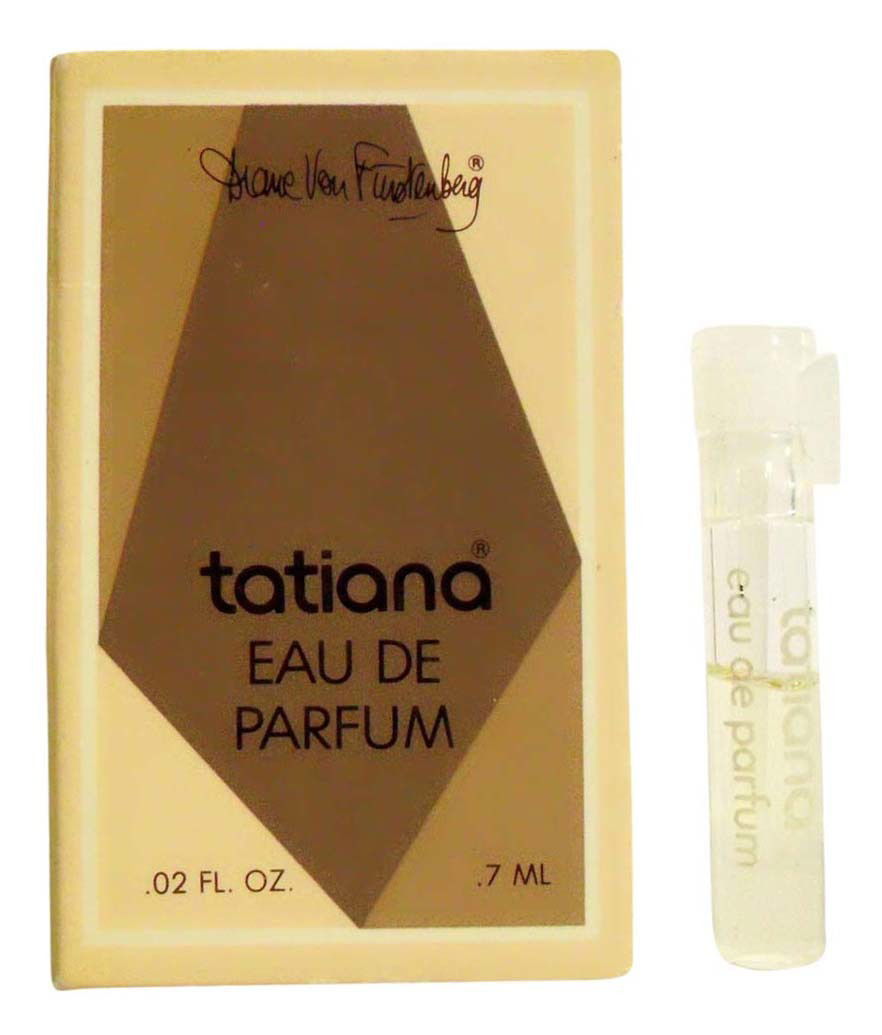 Diane Von Furstenberg®
tatiana®
EAU DE
PARFUM
.02 FL. OZ.
.7 ML
tatiana
eau de parfum